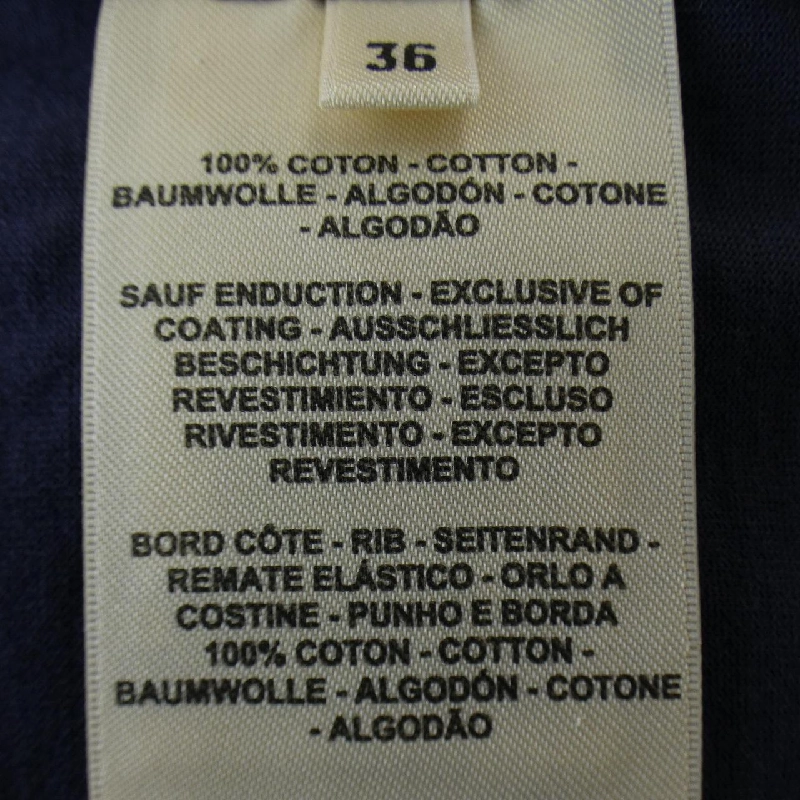 36
100% COTON - COTTON -
BAUMWOLLE - ALGODÓN - COTONE
- ALGODÃO
SAUF ENDUCTION - EXCLUSIVE OF
COATING - AUSSCHLIESSLICH
BESCHICHTUNG - EXCEPTO
REVESTIMIENTO - ESCLUSO
RIVESTIMENTO - EXCEPTO
REVESTIMENTO
BORD CÔTE - RIB - SEITENRAND -
REMATE ELÁSTICO - ORLO A
COSTINE - PUNHO E BORDA
100% COTON - COTTON -
BAUMWOLLE - ALGODÓN - COTONE
- ALGODÃO